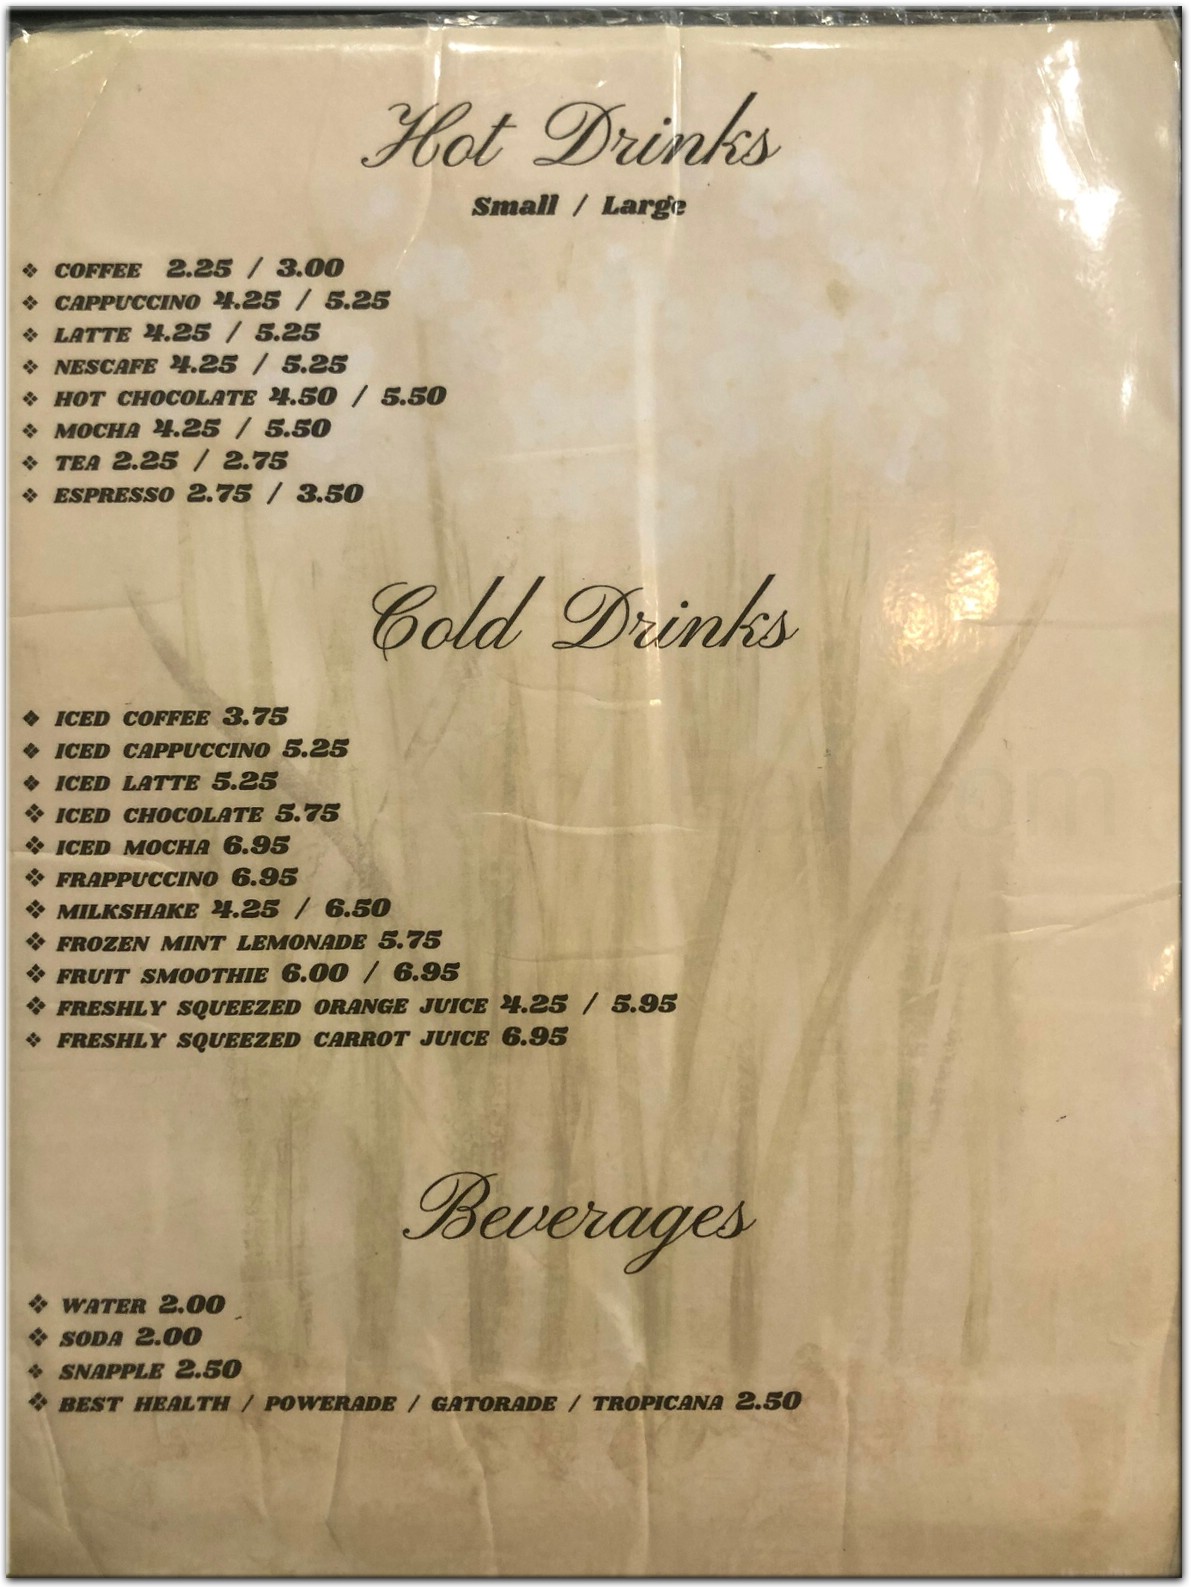 Hot Drinks
Small / Large
❖ COFFEE 2.25 / 3.00
❖ CAPPUCCINO 4.25 / 5.25
❖ LATTE 4.25 / 5.25
❖ NESCAFE 4.25 / 5.25
❖ HOT CHOCOLATE 4.50 / 5.50
❖ MOCHA 4.25 / 5.50
❖ TEA 2.25 / 2.75
❖ ESPRESSO 2.75 / 3.50
Cold Drinks
❖ ICED COFFEE 3.75
❖ ICED CAPPUCCINO 5.25
❖ ICED LATTE 5.25
❖ ICED CHOCOLATE 5.75
❖ ICED MOCHA 6.95
❖ FRAPPUCCINO 6.95
❖ MILKSHAKE 4.25 / 6.50
❖ FROZEN MINT LEMONADE 5.75
❖ FRUIT SMOOTHIE 6.00 / 6.95
❖ FRESHLY SQUEEZED ORANGE JUICE 4.25 / 5.95
❖ FRESHLY SQUEEZED CARROT JUICE 6.95
Beverages
❖ WATER 2.00
❖ SODA 2.00
❖ SNAPPLE 2.50
❖ BEST HEALTH / POWERADE / GATORADE / TROPICANA 2.50